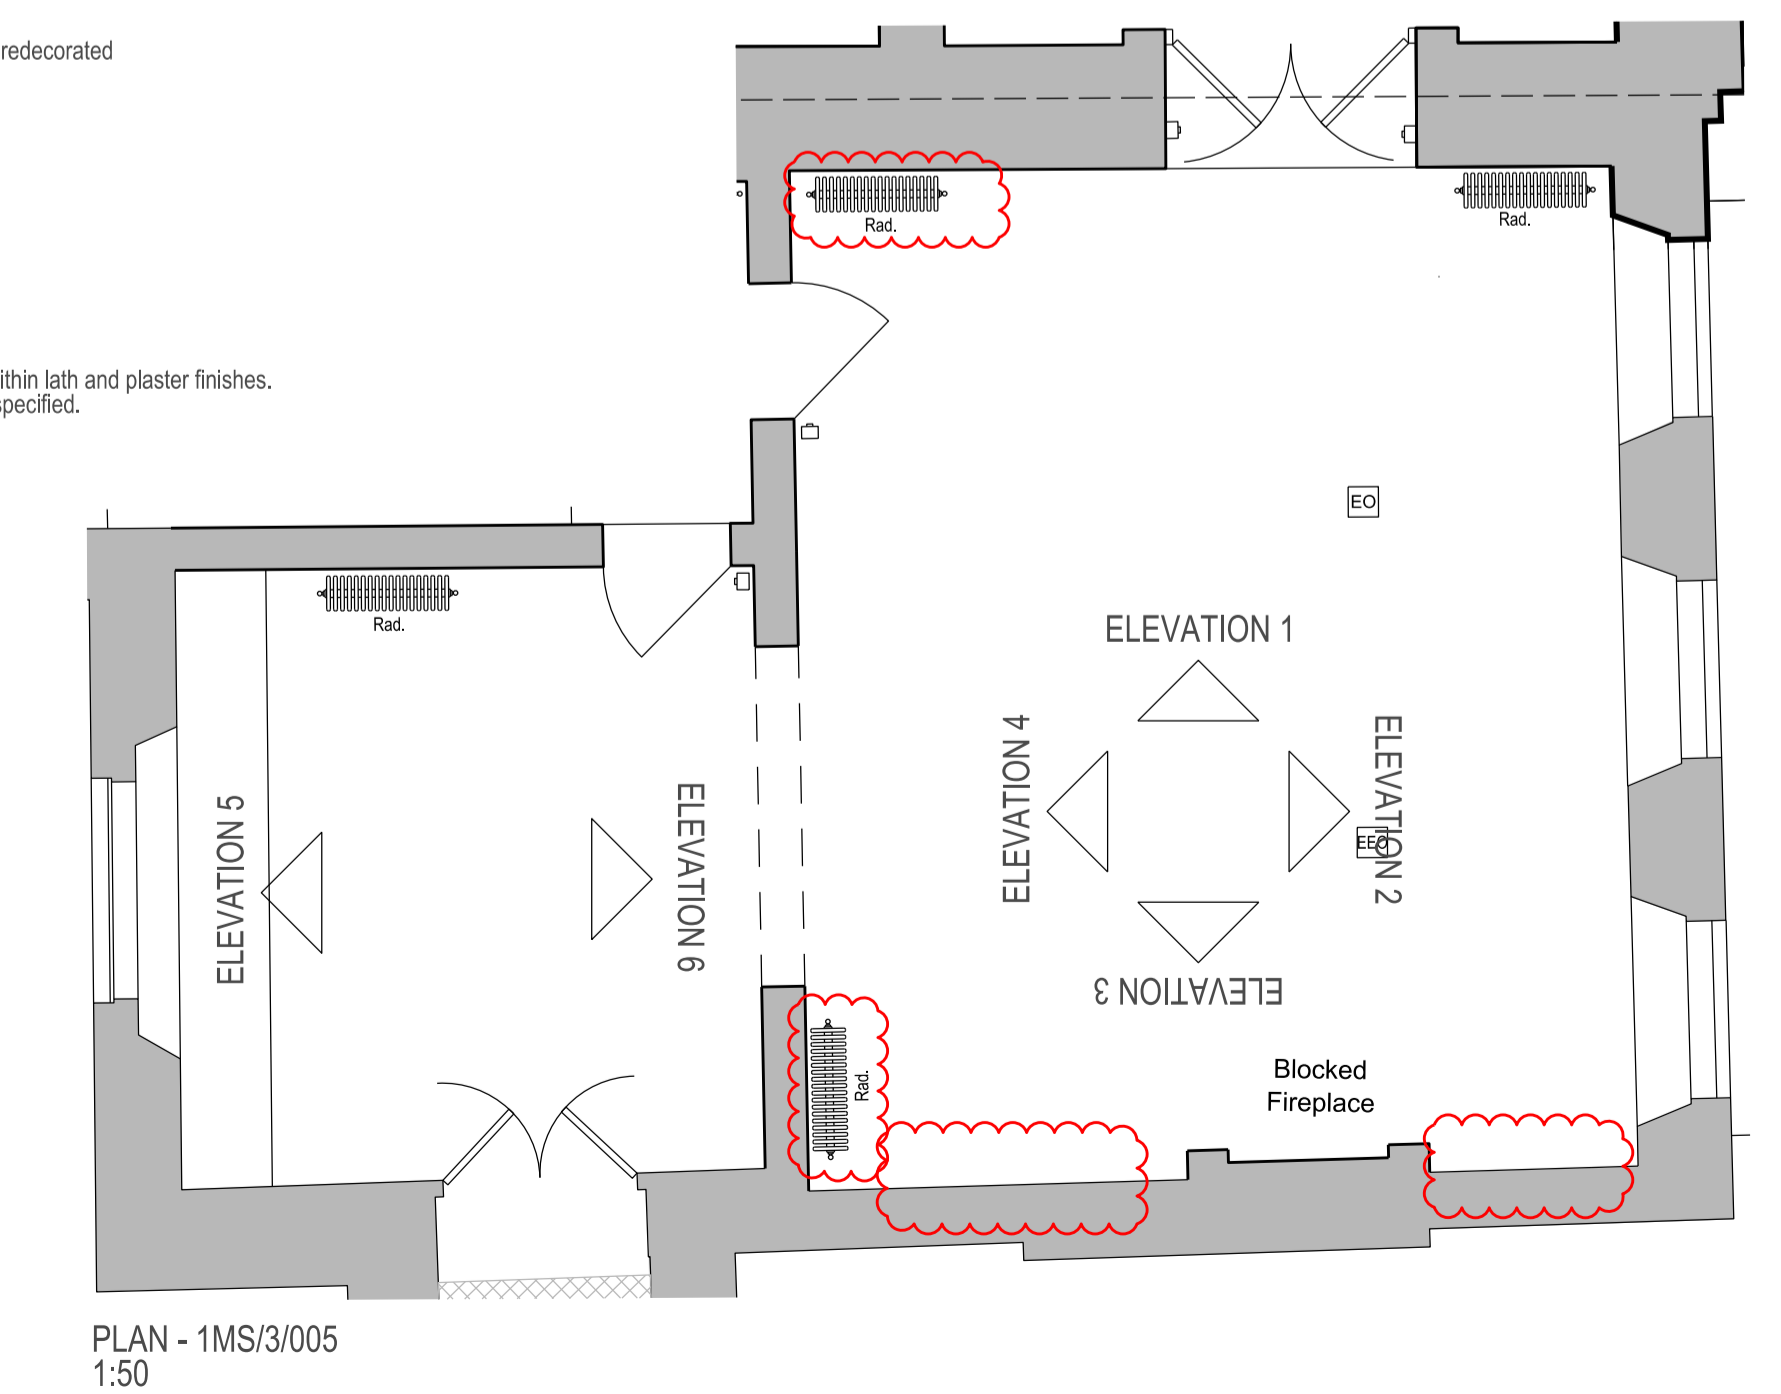 redecorated
ithin lath and plaster finishes.
specified.
Rad.
Rad.
EO
Rad.
ELEVATION 1
ELEVATION 4
ELEVATION 2
EEO
ELEVATION 5
ELEVATION 6
ELEVATION 3
Rad.
Blocked
Fireplace
PLAN - 1MS/3/005
1:50